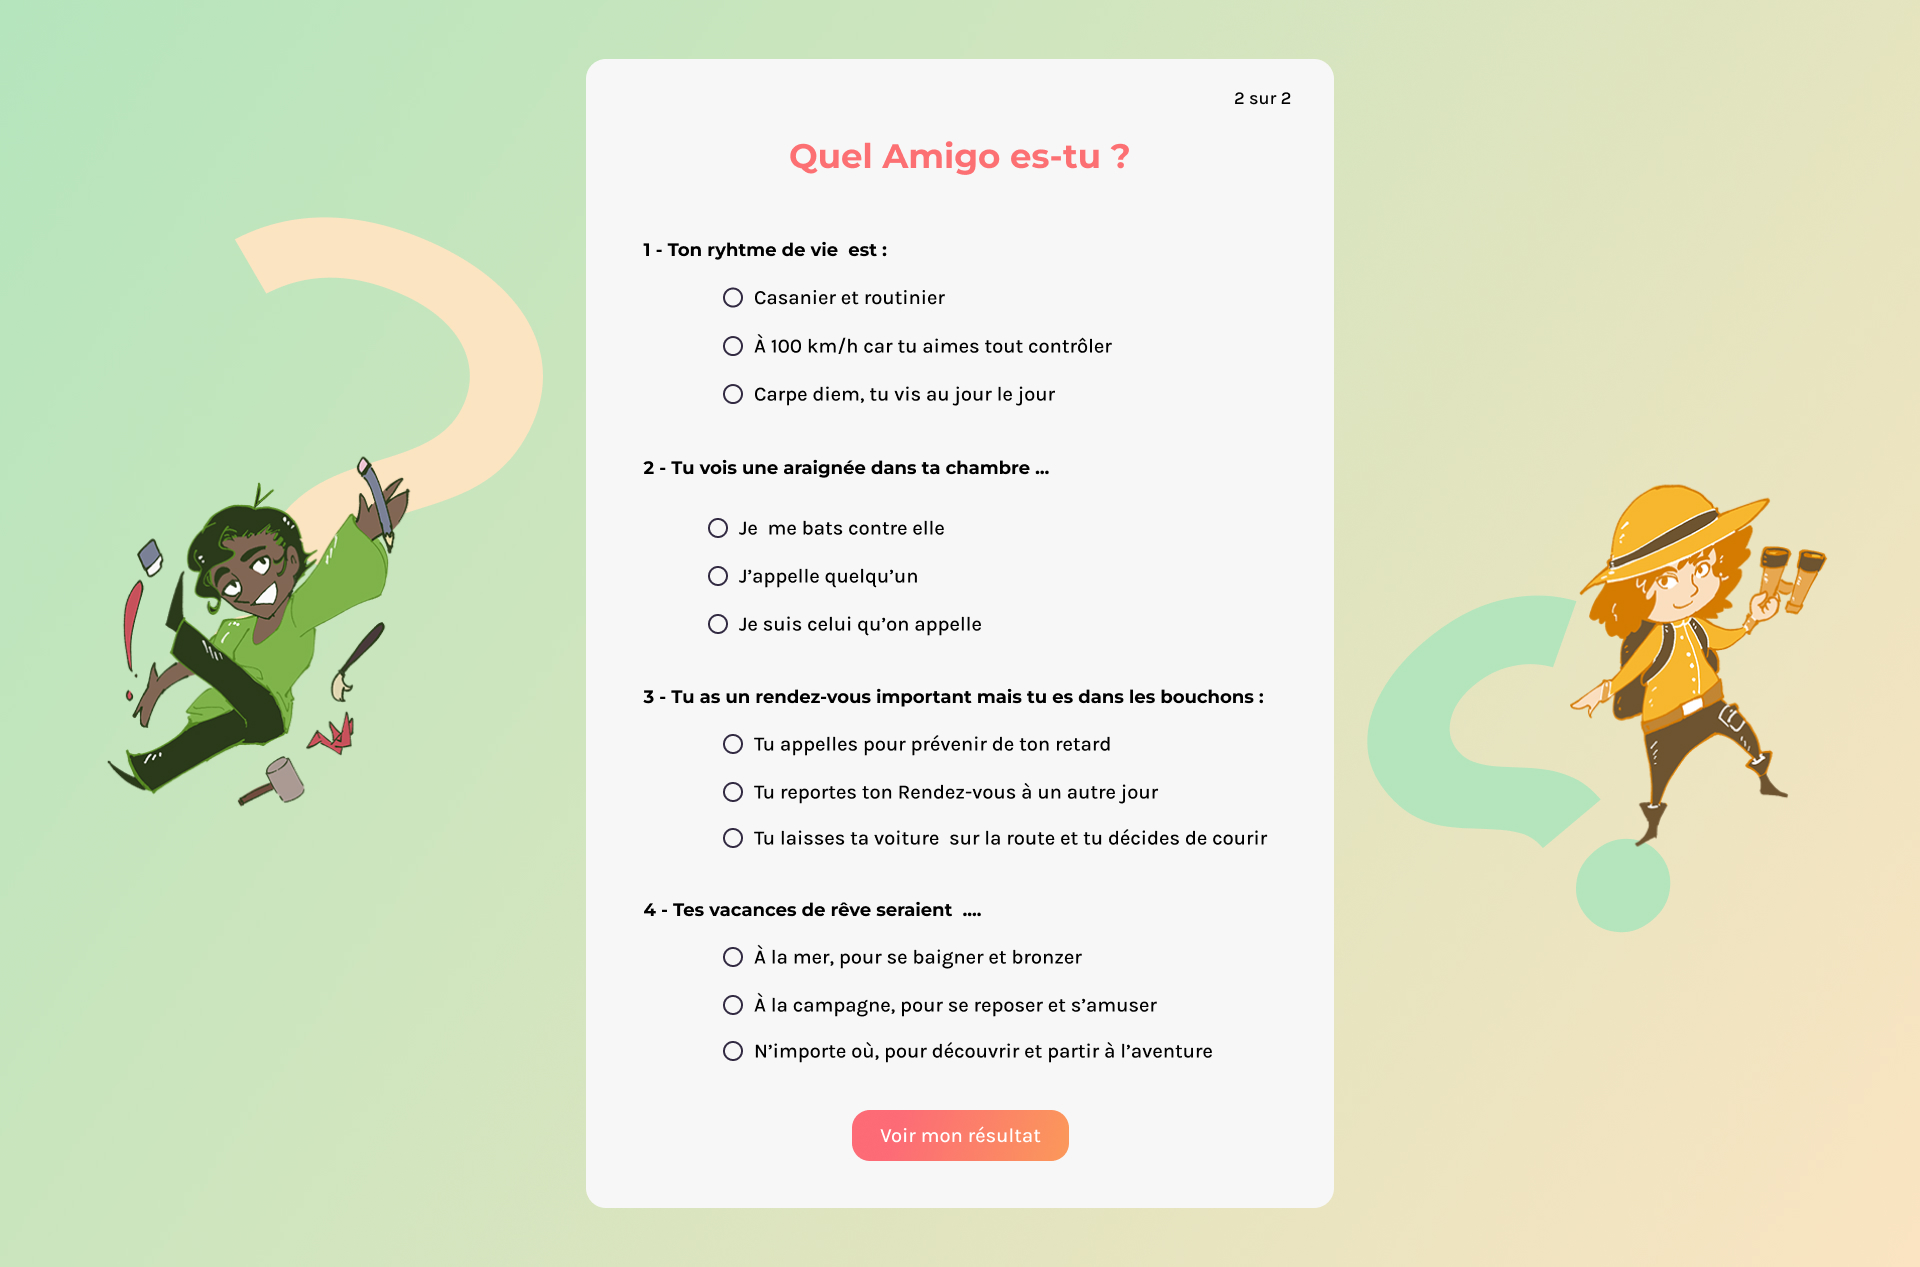 2 sur 2
Quel Amigo es-tu ?
1 - Ton ryhtme de vie  est :
Casanier et routinier
À 100 km/h car tu aimes tout contrôler
Carpe diem, tu vis au jour le jour
2 - Tu vois une araignée dans ta chambre ...
Je  me bats contre elle
J’appelle quelqu’un
Je suis celui qu’on appelle
3 - Tu as un rendez-vous important mais tu es dans les bouchons :
Tu appelles pour prévenir de ton retard
Tu reportes ton Rendez-vous à un autre jour
Tu laisses ta voiture  sur la route et tu décides de courir
4 - Tes vacances de rêve seraient  ....
À la mer, pour se baigner et bronzer
À la campagne, pour se reposer et s’amuser
N’importe où, pour découvrir et partir à l’aventure
Voir mon résultat